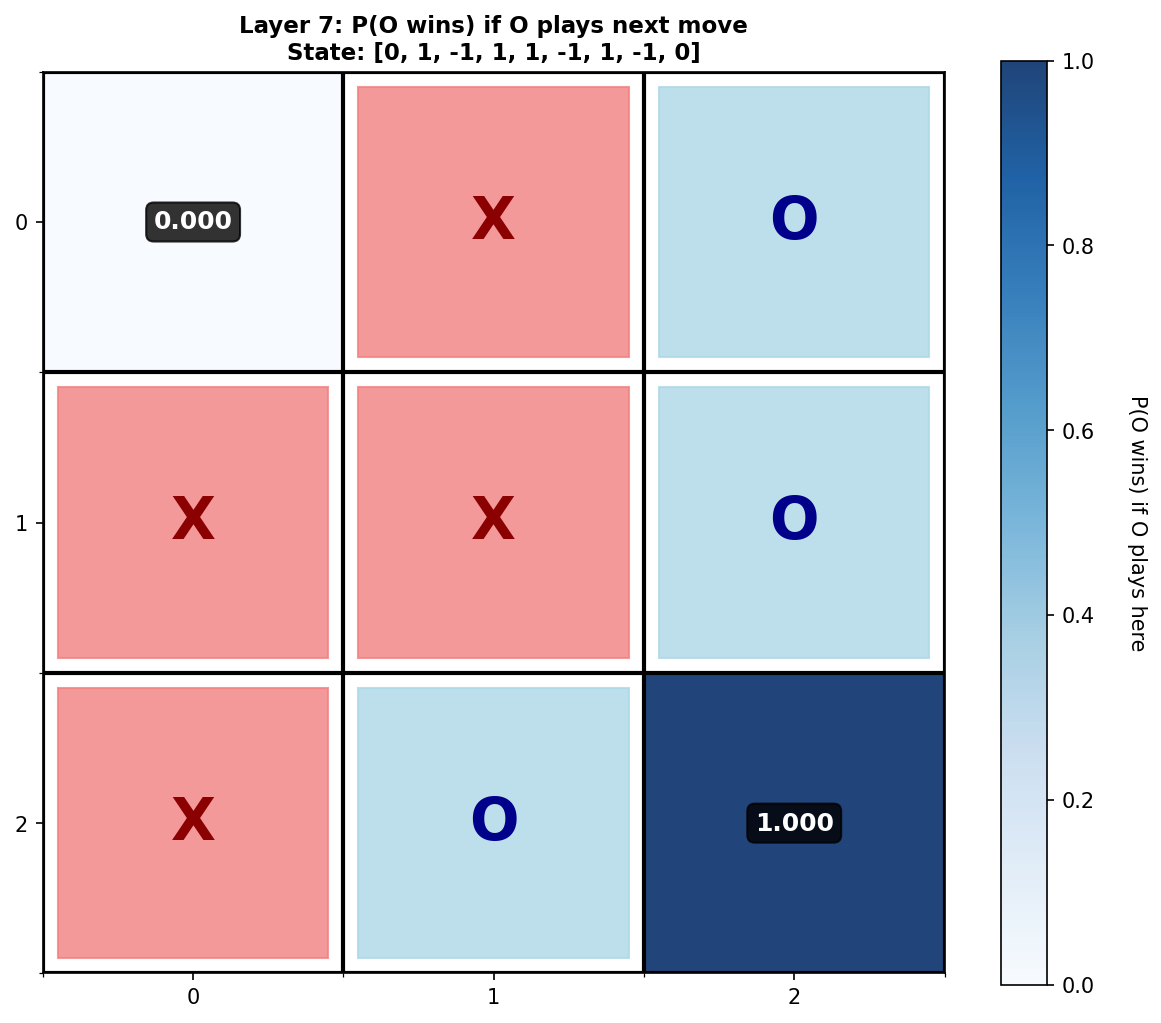 Layer 7: P(O wins) if O plays next move
State: [0, 1, -1, 1, 1, -1, 1, -1, 0]
0
0.000
X
O
1
X
X
O
2
X
O
1.000
0
1
2
1.0
0.8
0.6
0.4
0.2
0.0
P(O wins) if O plays here